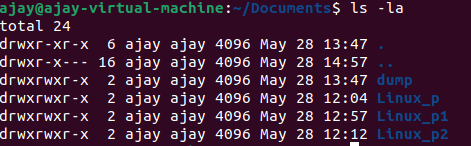 ajay@ajay-virtual-machine:~/Documents$ ls -la
total 24
drwxr-xr-x  6 ajay ajay 4096 May 28 13:47 .
drwxr-x--- 16 ajay ajay 4096 May 28 14:57 ..
drwxrwxr-x  2 ajay ajay 4096 May 28 13:47 dump
drwxrwxr-x  2 ajay ajay 4096 May 28 12:04 Linux_p
drwxrwxr-x  2 ajay ajay 4096 May 28 12:57 Linux_p1
drwxrwxr-x  2 ajay ajay 4096 May 28 12:12 Linux_p2